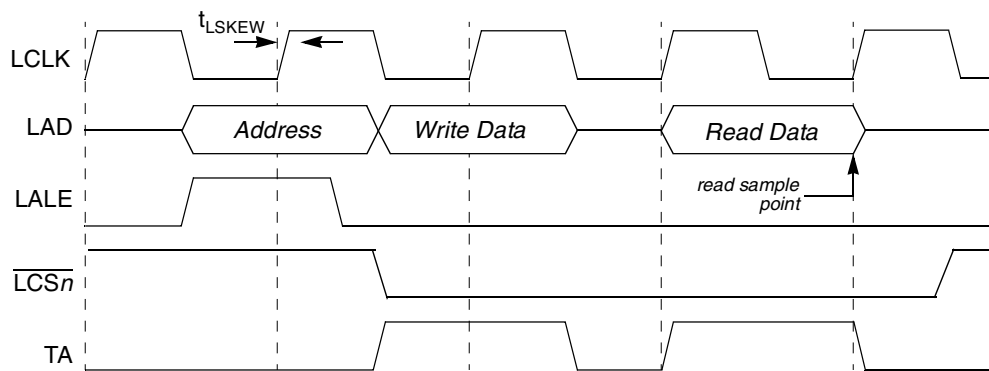 tLSKEW
LCLK
LAD Address Write Data Read Data
LALE
read sample
point
LCSn
TA